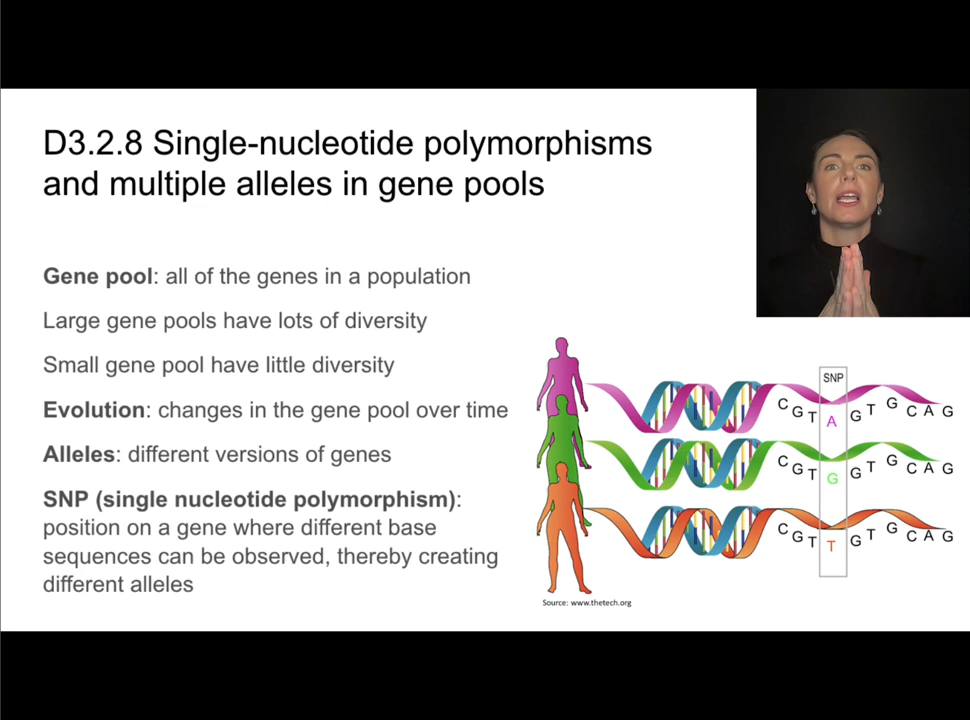 D3.2.8 Single-nucleotide polymorphisms
and multiple alleles in gene pools
Gene pool: all of the genes in a population
Large gene pools have lots of diversity
Small gene pool have little diversity
Evolution: changes in the gene pool over time
Alleles: different versions of genes
SNP (single nucleotide polymorphism):
position on a gene where different base
sequences can be observed, thereby creating
different alleles
SNP
C G T A G T G C A G
C G T G G T G C A G
C G T T G T G C A G
Source: www.thetech.org